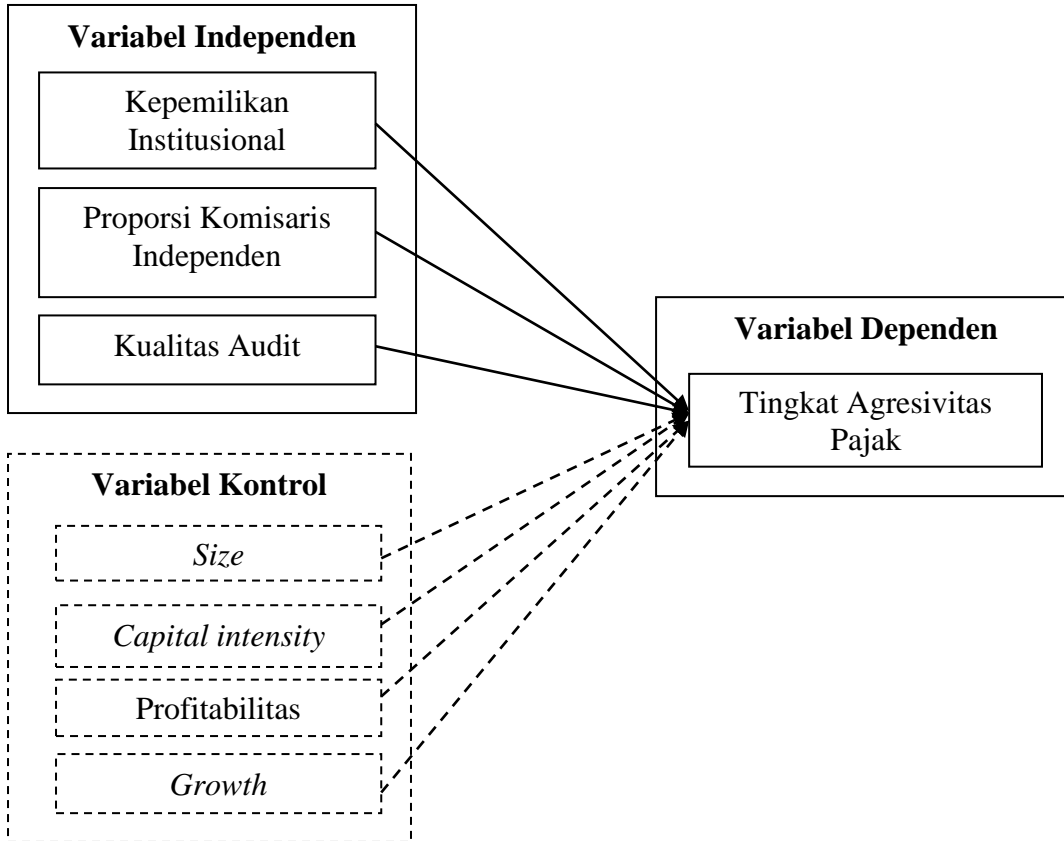 Variabel Independen
Kepemilikan
Institusional
Proporsi Komisaris
Independen
Kualitas Audit
Variabel Dependen
Tingkat Agresivitas
Pajak
Variabel Kontrol
Size
Capital intensity
Profitabilitas
Growth